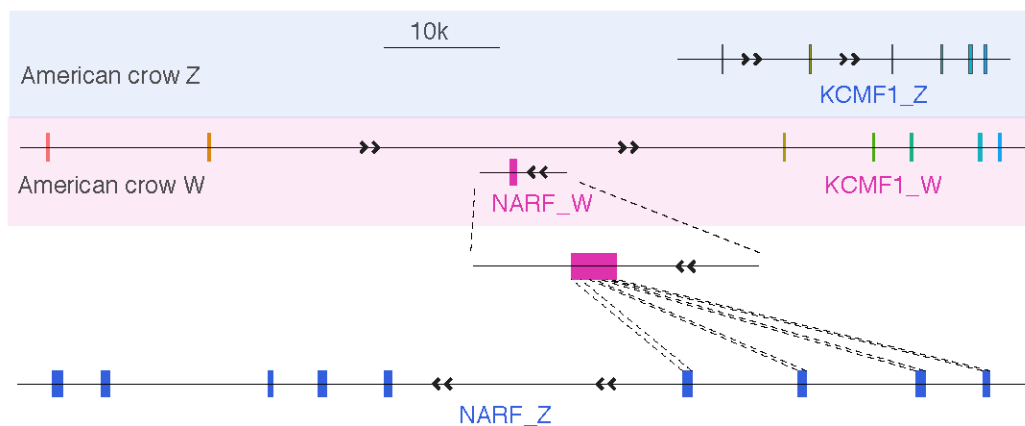 10k
American crow Z
KCMF1_Z
American crow W
KCMF1_W
NARF_W
NARF_Z